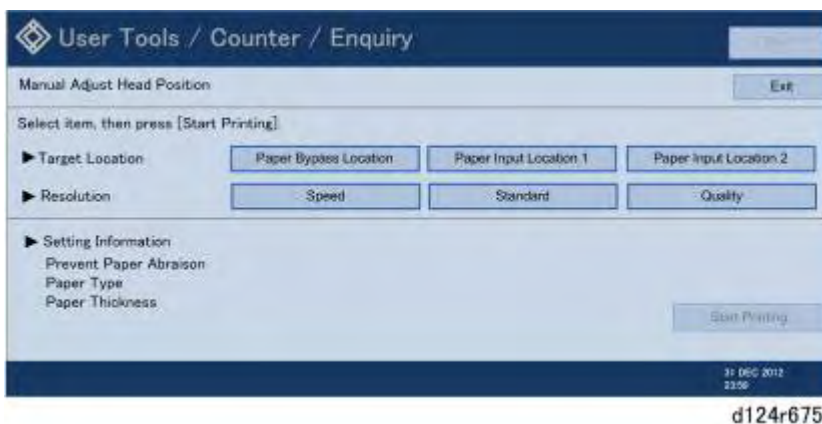 User Tools / Counter / Enquiry
Manual Adjust Head Position
Exit
Select item, then press [Start Printing].
▶ Target Location
Paper Bypass Location
Paper Input Location 1
Paper Input Location 2
▶ Resolution
Speed
Standard
Quality
▶ Setting Information
Prevent Paper Abraison
Paper Type
Paper Thickness
Start Printing
31 DEC 2012
23:59
d124r675